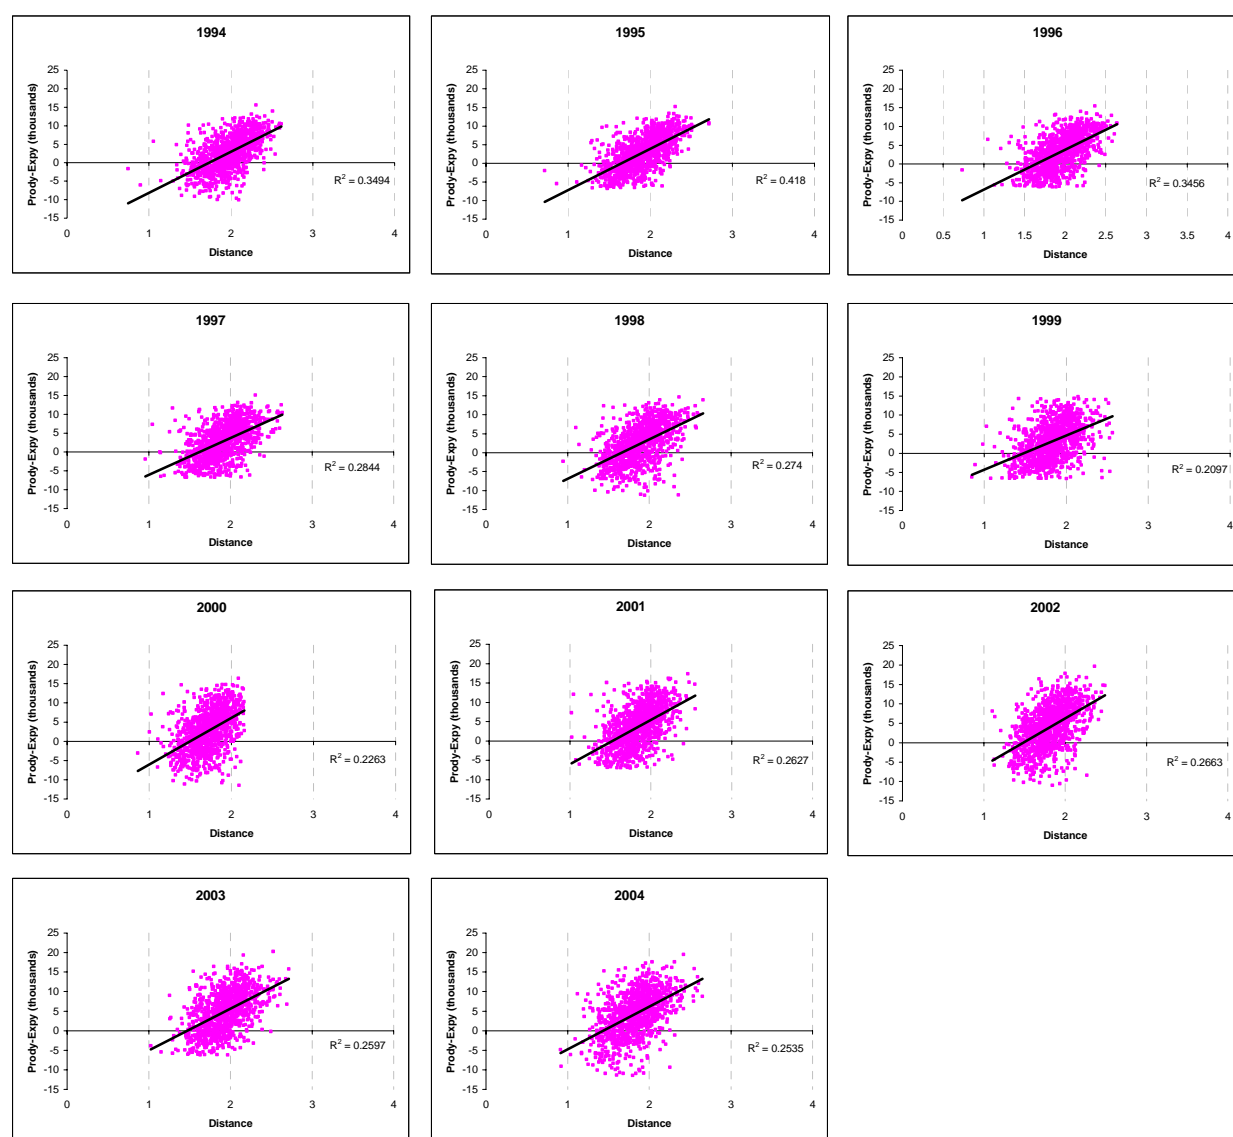 1994
25
20
15
10
5
0
-5
-10
-15
0 1 2 3 4
Prody-Expy (thousands)
Distance
R² = 0.3494
1995
25
20
15
10
5
0
-5
-10
-15
0 1 2 3 4
Prody-Expy (thousands)
Distance
R² = 0.418
1996
25
20
15
10
5
0
-5
-10
-15
0 0.5 1 1.5 2 2.5 3 3.5 4
Prody-Expy (thousands)
Distance
R² = 0.3456
1997
25
20
15
10
5
0
-5
-10
-15
0 1 2 3 4
Prody-Expy (thousands)
Distance
R² = 0.2844
1998
25
20
15
10
5
0
-5
-10
-15
0 1 2 3 4
Prody-Expy (thousands)
Distance
R² = 0.274
1999
25
20
15
10
5
0
-5
-10
-15
0 1 2 3 4
Prody-Expy (thousands)
Distance
R² = 0.2097
2000
25
20
15
10
5
0
-5
-10
-15
0 1 2 3 4
Prody-Expy (thousands)
Distance
R² = 0.2263
2001
25
20
15
10
5
0
-5
-10
-15
0 1 2 3 4
Prody-Expy (thousands)
Distance
R² = 0.2627
2002
25
20
15
10
5
0
-5
-10
-15
0 1 2 3 4
Prody-Expy (thousands)
Distance
R² = 0.2663
2003
25
20
15
10
5
0
-5
-10
-15
0 1 2 3 4
Prody-Expy (thousands)
Distance
R² = 0.2597
2004
25
20
15
10
5
0
-5
-10
-15
0 1 2 3 4
Prody-Expy (thousands)
Distance
R² = 0.2535